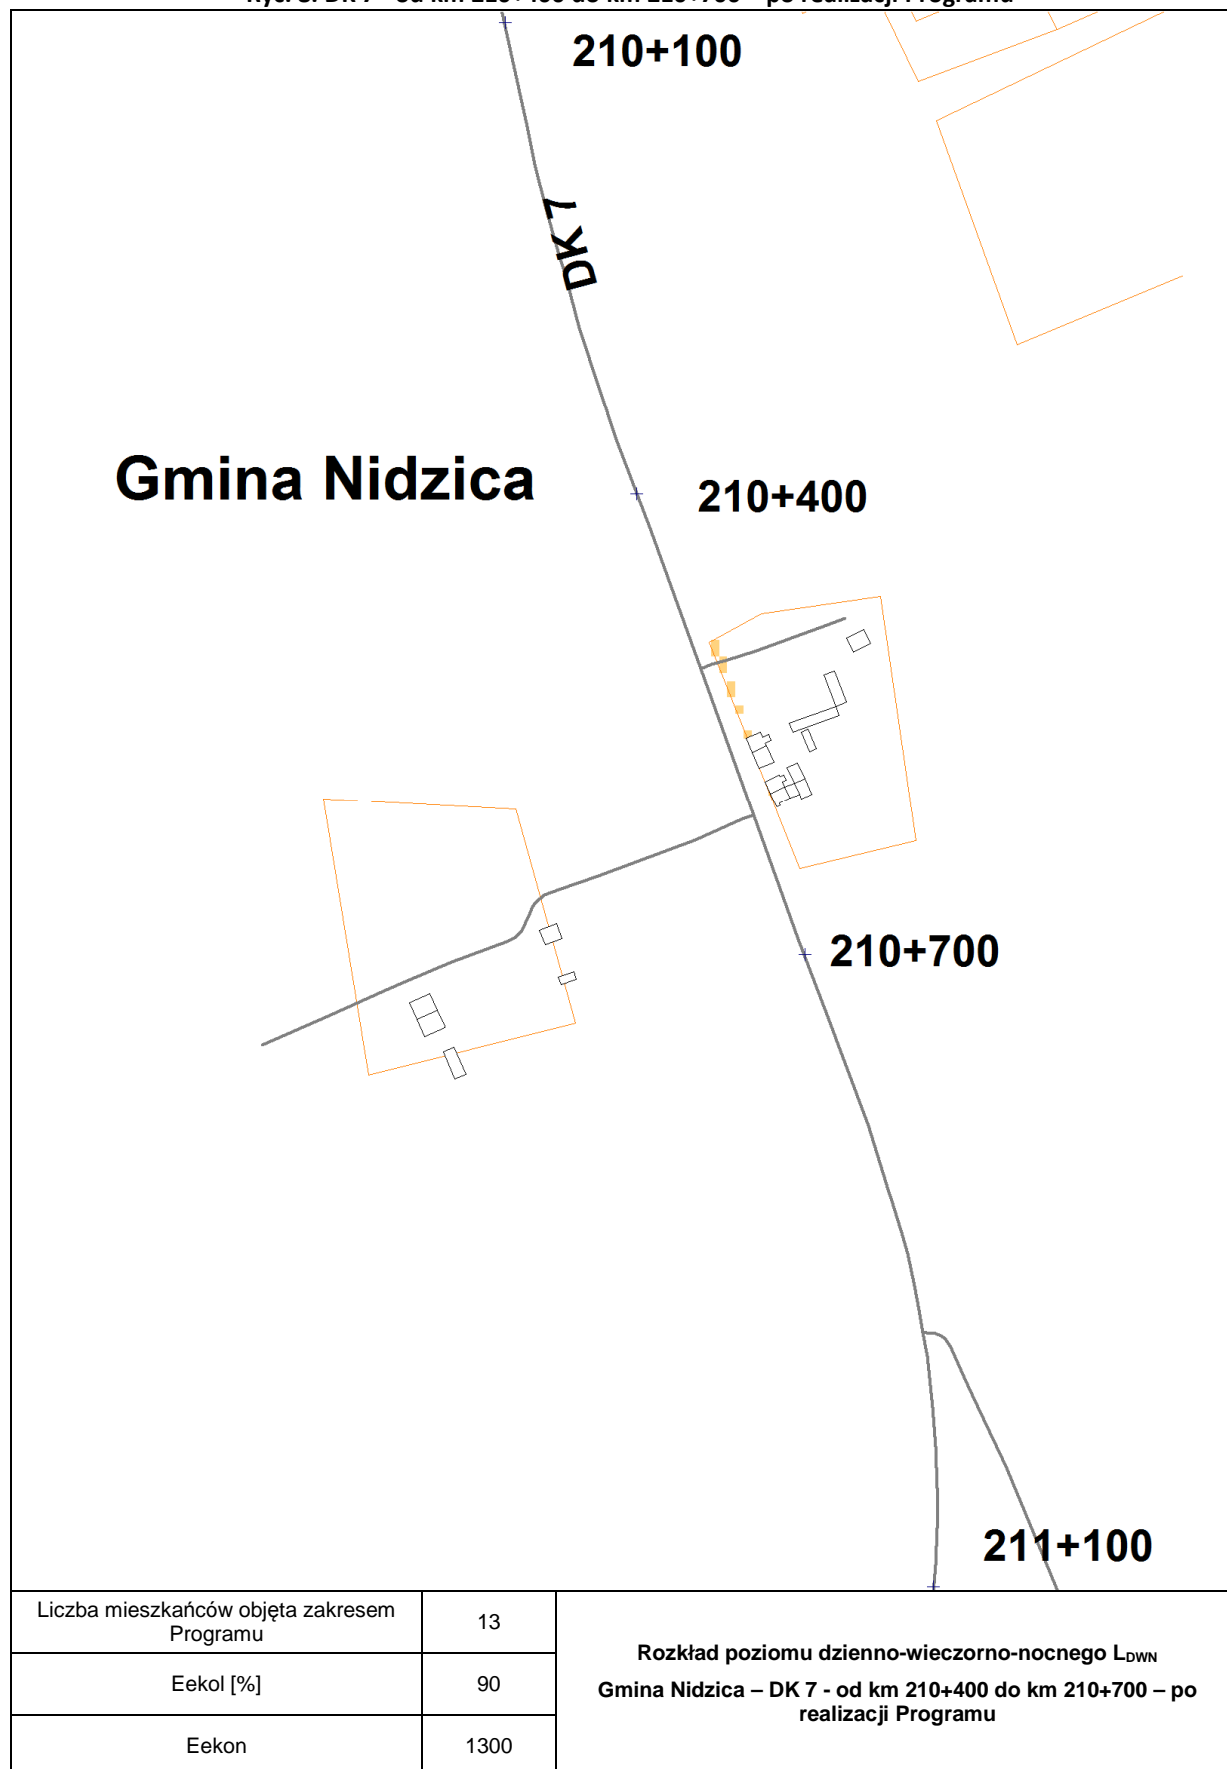 210+100
DK 7
Gmina Nidzica
210+400
210+700
211+100
Liczba mieszkańców objęta zakresem
Programu
13
Eekol [%]
90
Eekon
1300
Rozkład poziomu dzienno-wieczorno-nocnego LDWN
Gmina Nidzica – DK 7 - od km 210+400 do km 210+700 – po
realizacji Programu